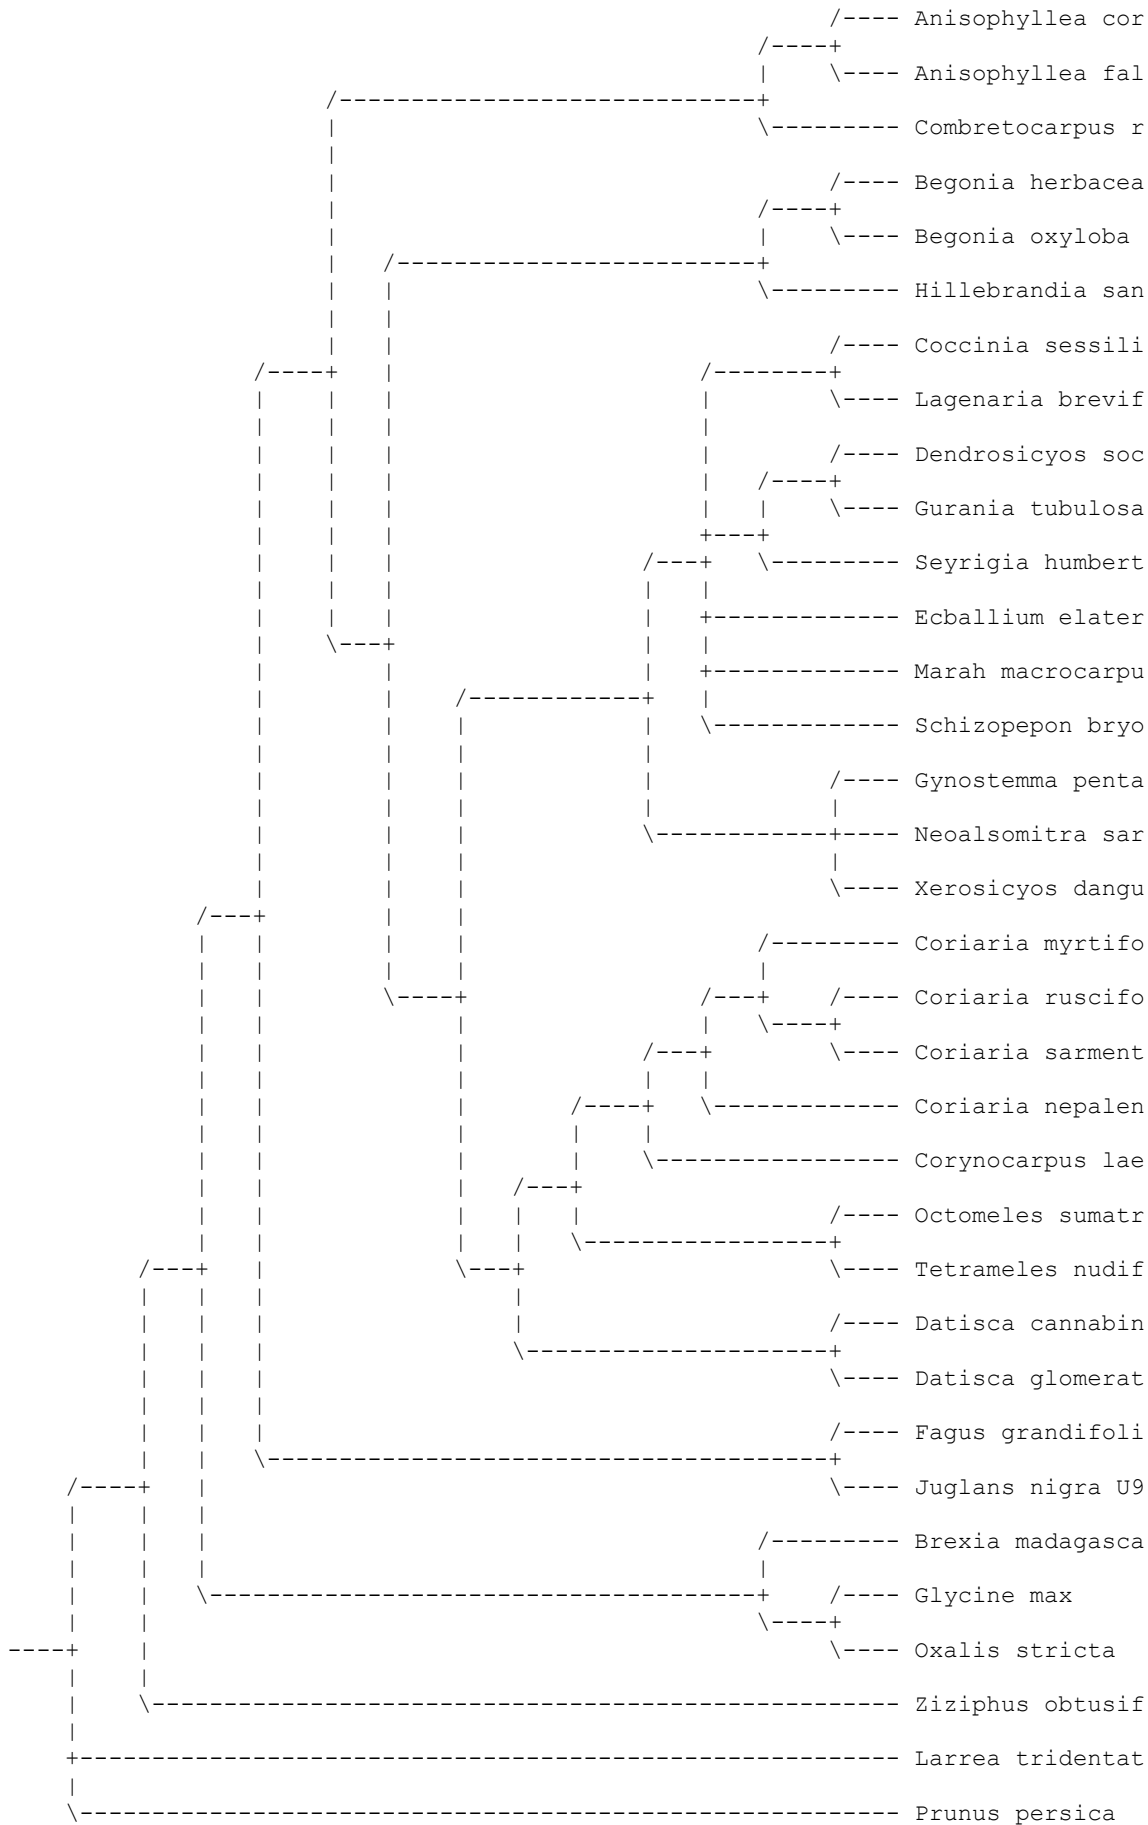 Anisophyllea cor
Anisophyllea fal
Combretocarpus r
Begonia herbacea
Begonia oxyloba
Hillebrandia san
Coccinia sessili
Lagenaria brevif
Dendrosicyos soc
Gurania tubulosa
Seyrigia humbert
Ecballium elater
Marah macrocarpu
Schizopepon bryo
Gynostemma penta
Neoalsomitra sar
Xerosicyos dangu
Coriaria myrtifo
Coriaria ruscifo
Coriaria sarment
Coriaria nepalen
Corynocarpus lae
Octomeles sumatr
Tetrameles nudif
Datisca cannabin
Datisca glomerat
Fagus grandifoli
Juglans nigra U9
Brexia madagasca
Glycine max
Oxalis stricta
Ziziphus obtusif
Larrea tridentat
Prunus persica